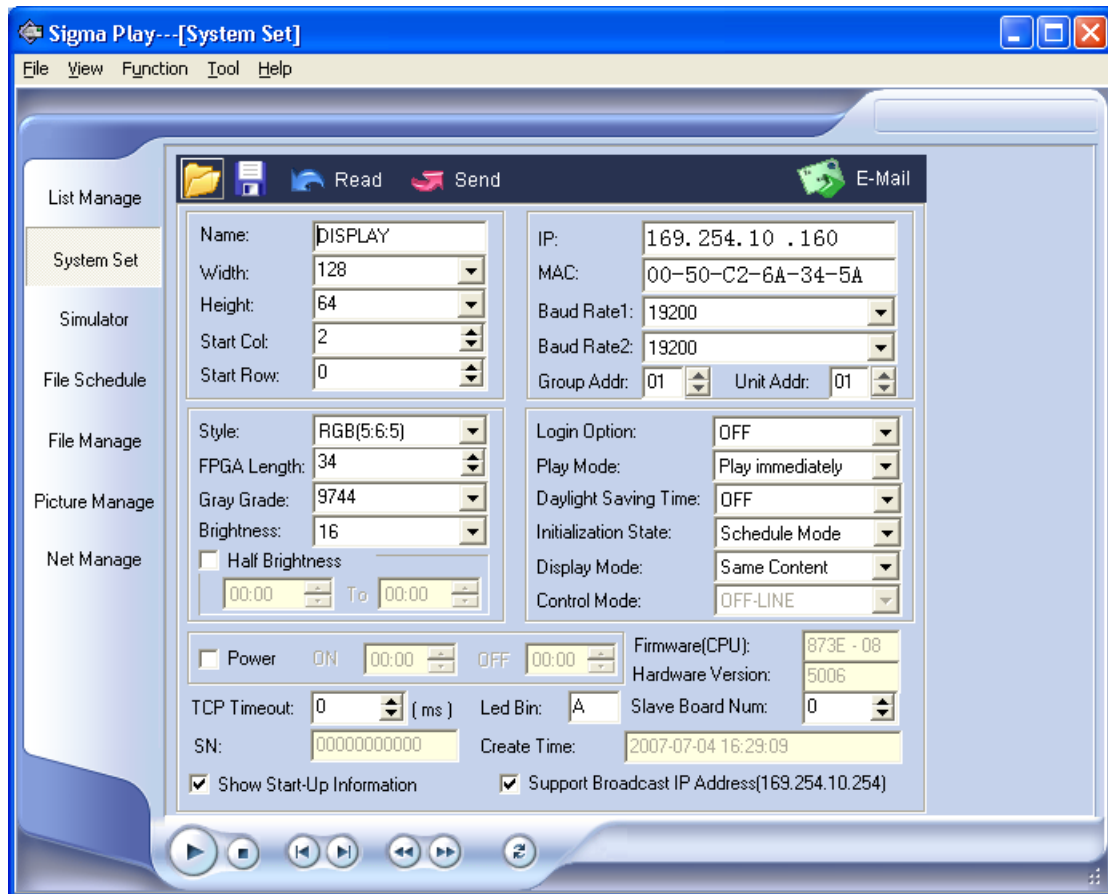 Sigma Play---[System Set]
File View Function Tool Help
Read Send E-Mail
List Manage
System Set
Simulator
File Schedule
File Manage
Picture Manage
Net Manage
Name: DISPLAY
Width: 128
Height: 64
Start Col: 2
Start Row: 0
IP: 169.254.10 .160
MAC: 00-50-C2-6A-34-5A
Baud Rate1: 19200
Baud Rate2: 19200
Group Addr: 01 Unit Addr: 01
Style: RGB(5:6:5)
FPGA Length: 34
Gray Grade: 9744
Brightness: 16
Half Brightness
00:00 To 00:00
Login Option: OFF
Play Mode: Play immediately
Daylight Saving Time: OFF
Initialization State: Schedule Mode
Display Mode: Same Content
Control Mode: OFF-LINE
Power ON 00:00 OFF 00:00
Firmware(CPU): 873E - 08
Hardware Version: 5006
TCP Timeout: 0 ( ms ) Led Bin: A Slave Board Num: 0
SN: 00000000000 Create Time: 2007-07-04 16:29:09
Show Start-Up Information Support Broadcast IP Address(169.254.10.254)